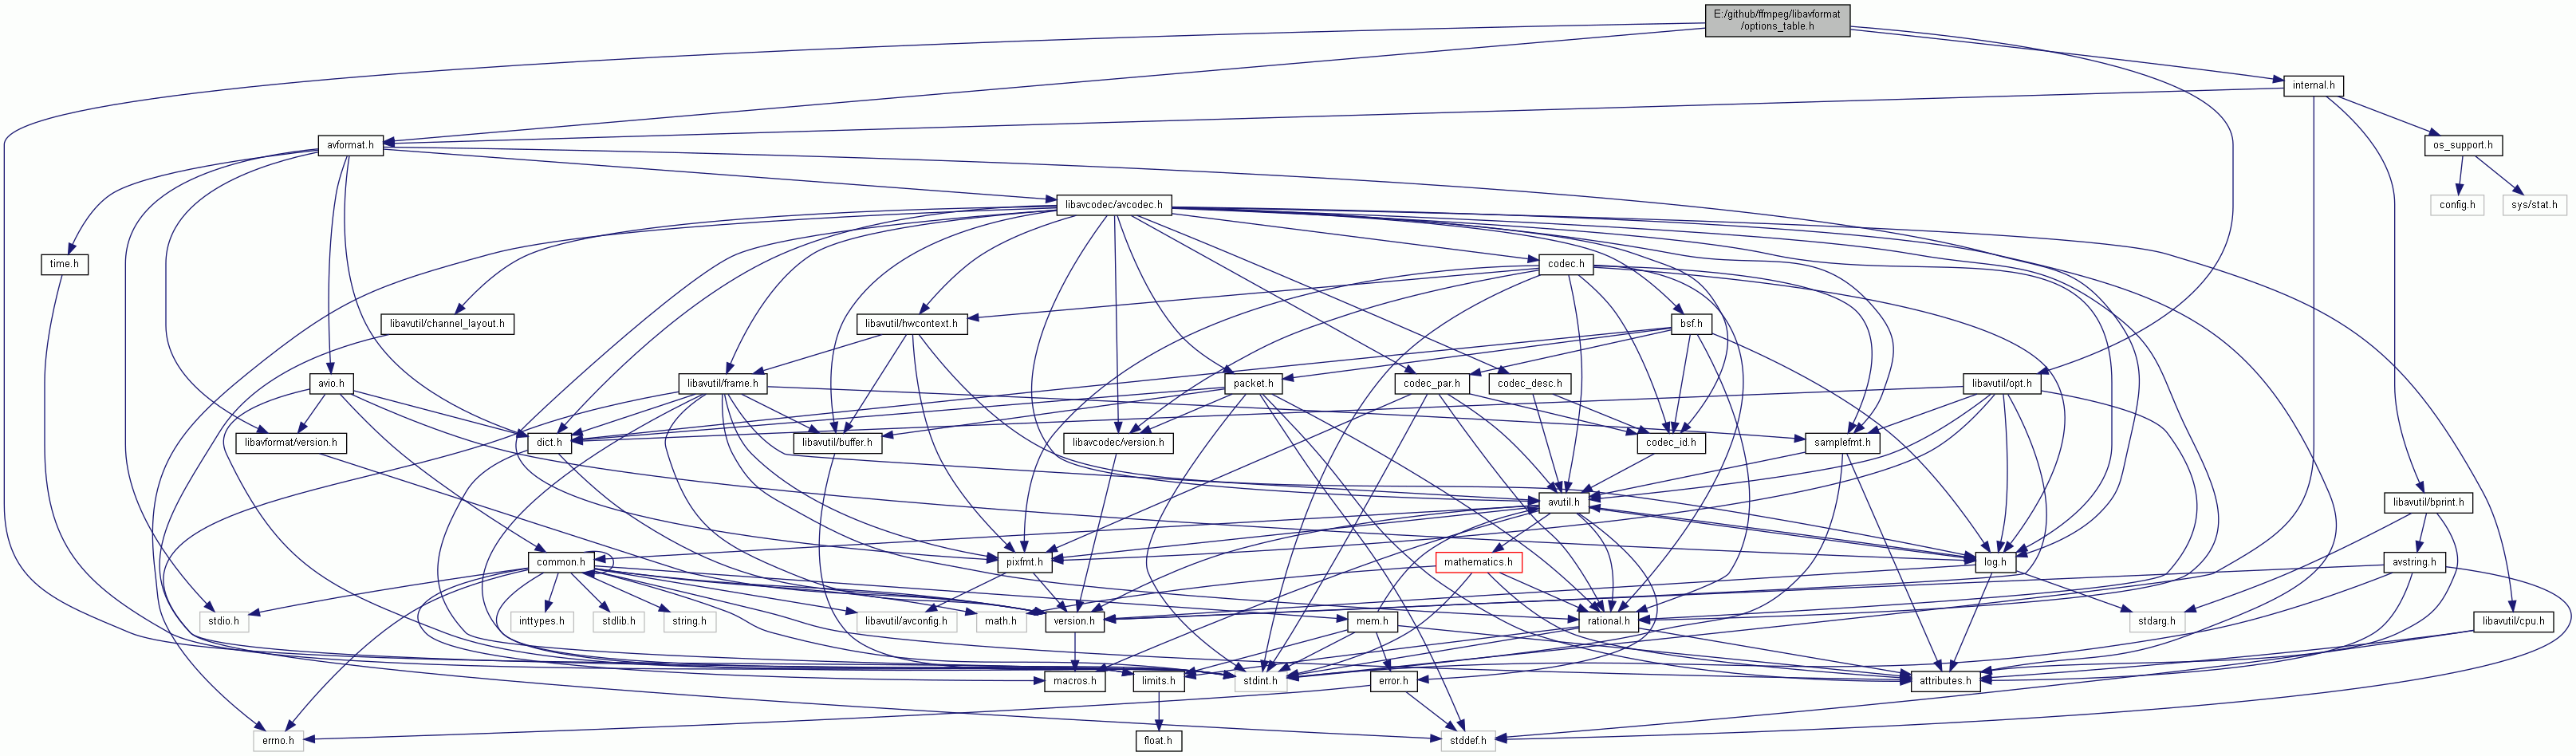 E:/github/ffmpeg/libavformat
/options_table.h
internal.h
avformat.h
os_support.h
libavcodec/avcodec.h
config.h
sys/stat.h
time.h
codec.h
libavutil/channel_layout.h
libavutil/hwcontext.h
bsf.h
avio.h
libavutil/frame.h
packet.h
codec_par.h
codec_desc.h
libavutil/opt.h
libavformat/version.h
dict.h
libavutil/buffer.h
libavcodec/version.h
codec_id.h
samplefmt.h
avutil.h
libavutil/bprint.h
common.h
pixfmt.h
mathematics.h
log.h
avstring.h
stdio.h
inttypes.h
stdlib.h
string.h
libavutil/avconfig.h
math.h
version.h
mem.h
rational.h
stdarg.h
libavutil/cpu.h
macros.h
limits.h
stdint.h
error.h
attributes.h
errno.h
float.h
stddef.h